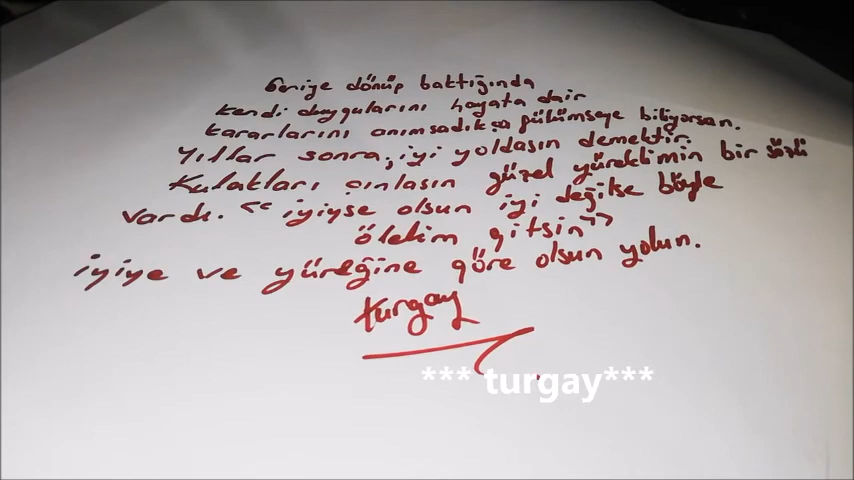 Geriye dönüp baktığında
kendi duygularını hayata dair
kararlarını anımsadıkça gülümseye biliyorsan.
Yıllar sonra, iyi yoldasın demektir.
Kulakları çınlasın güzel yüreklimin bir sözü
vardı. "iyiyse olsun iyi değilse böyle
ölelim gitsin"
iyiye ve yüreğine göre olsun yolun.
turgay
*** turgay***